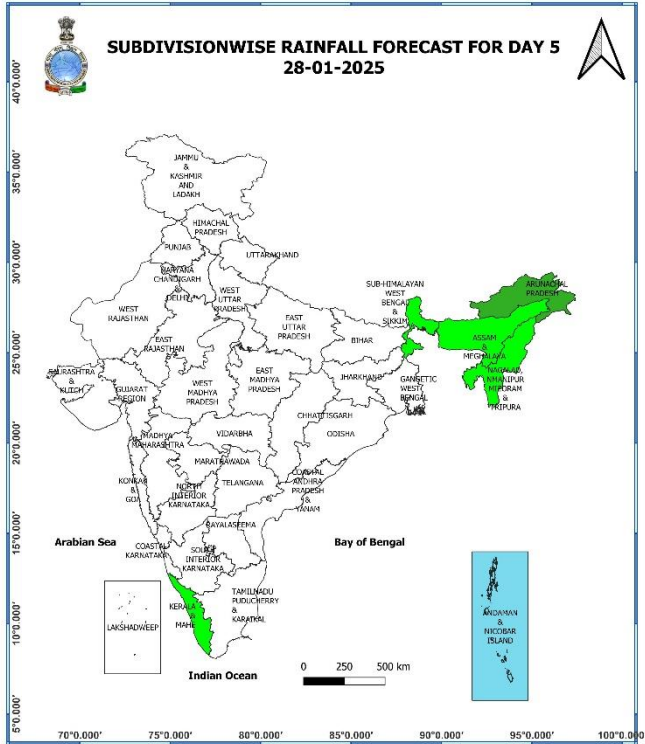 SUBDIVISIONWISE RAINFALL FORECAST FOR DAY 5
28-01-2025
40°0.000'
35°0.000'
30°0.000'
25°0.000'
20°0.000'
15°0.000'
10°0.000'
5°0.000'
JAMMU
&
KASHMIR
AND
LADAKH
HIMACHAL
PRADESH
PUNJAB
UTTARAKHAND
HARYANA
CHANDIGARH
&
DELHI
WEST
UTTAR
PRADESH
WEST
RAJASTHAN
EAST
RAJASTHAN
EAST
UTTAR
PRADESH
SUB-HIMALAYAN
WEST
BENGAL
&
SIKKIM
ARUNACHAL
PRADESH
BIHAR
ASSAM
&
MEGHALAYA
NAGALAD,
MANIPUR
MIZORAM
&
TRIPURA
SAURASHTRA
&
KUTCH
GUJARAT
REGION
WEST
MADHYA
PRADESH
EAST
MADHYA
PRADESH
JHARKHAND
GANGETIC
WEST
BENGAL
CHHATTISGARH
ODISHA
MADHYA
MAHARASHTRA
VIDARBHA
MARATHWADA
TELANGANA
KONKAN
&
GOA
NORTH
INTERIOR
KARNATAKA
COASTAL
ANDHRA
PRADESH
&
YANAM
RAYALASEEMA
Arabian Sea
COASTAL
KARNATAKA
SOUTH
INTERIOR
KARNATAKA
Bay of Bengal
KERALA
&
MAHE
TAMILNADU
PUDUCHERRY
&
KARAIKAL
LAKSHADWEEP
ANDAMAN
&
NICOBAR
ISLAND
Indian Ocean
0 250 500 km
70°0.000' 75°0.000' 80°0.000' 85°0.000' 90°0.000' 95°0.000' 100°0.000'